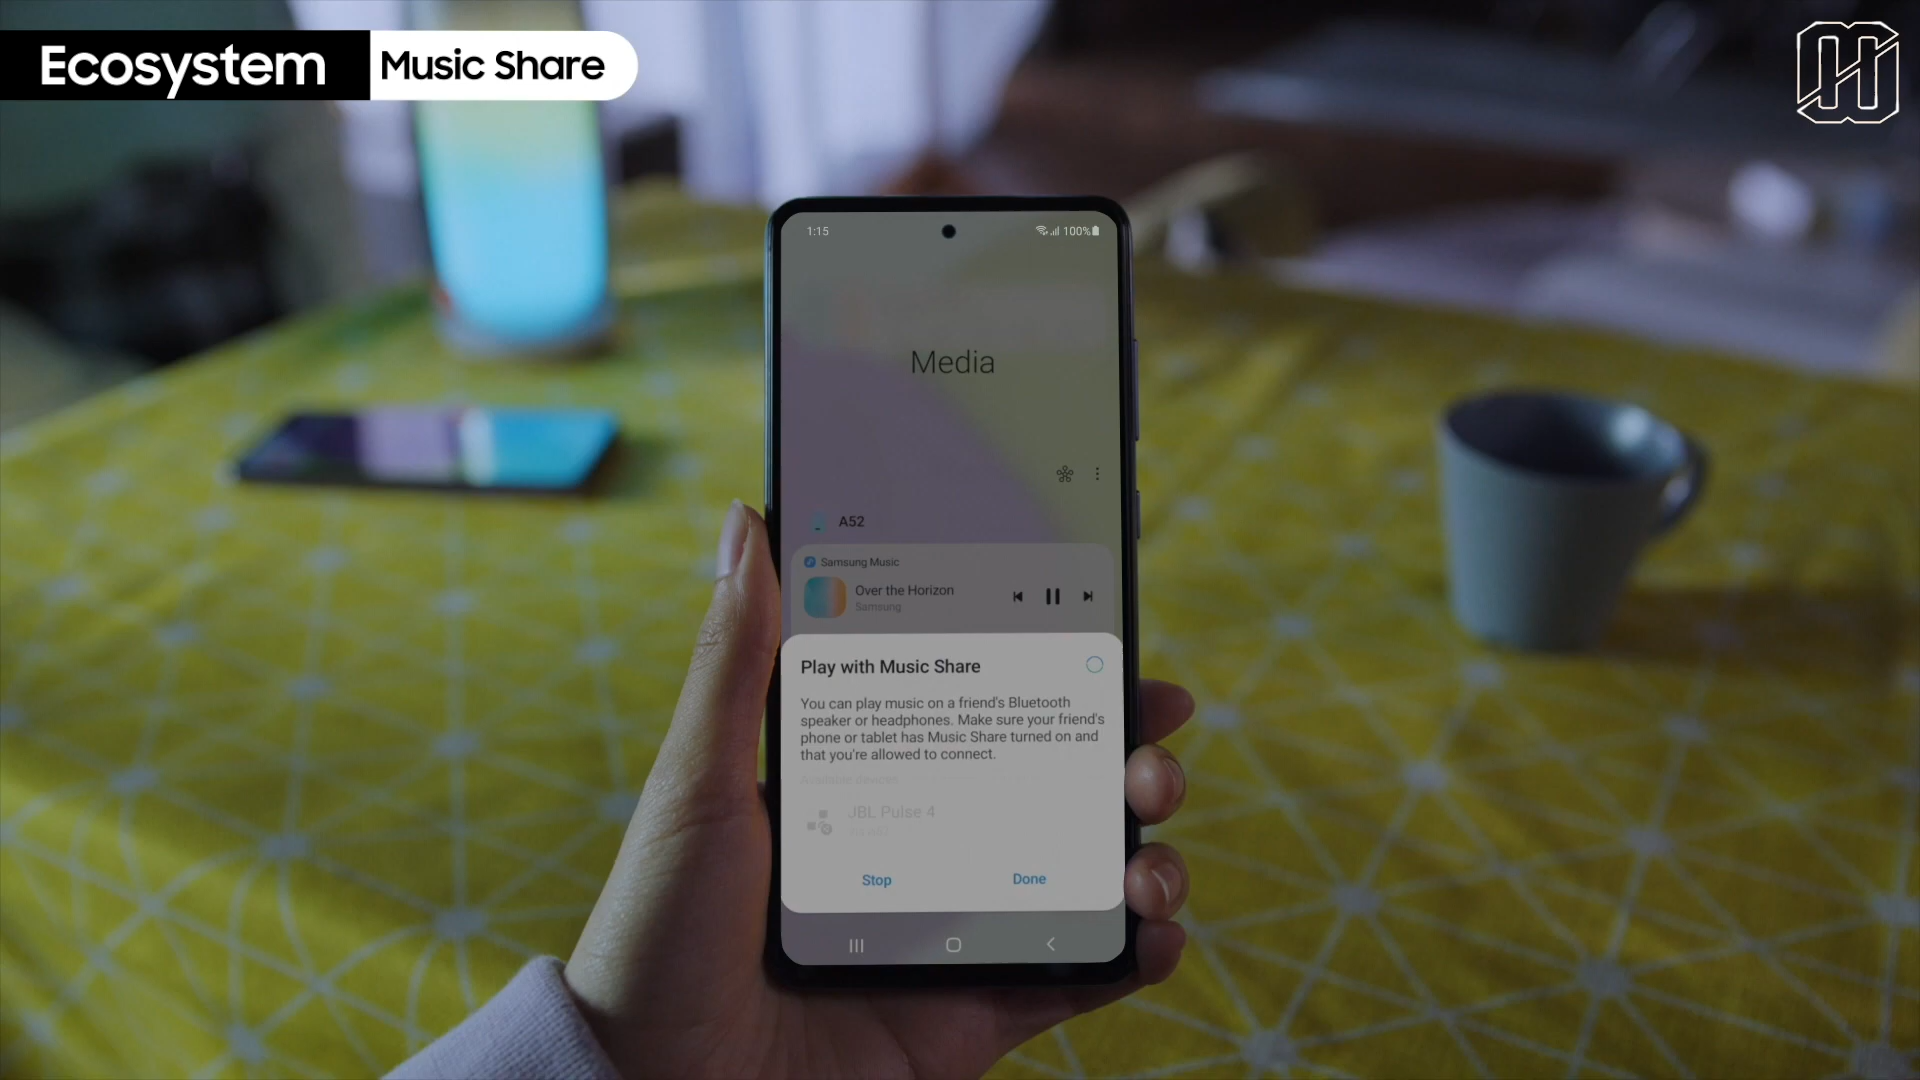 Ecosystem
Music Share
1:15
100%
Media
A52
Samsung Music
Over the Horizon
Samsung
Play with Music Share
You can play music on a friend's Bluetooth
speaker or headphones. Make sure your friend's
phone or tablet has Music Share turned on and
that you're allowed to connect.
Available devices
JBL Pulse 4
Stop
Done